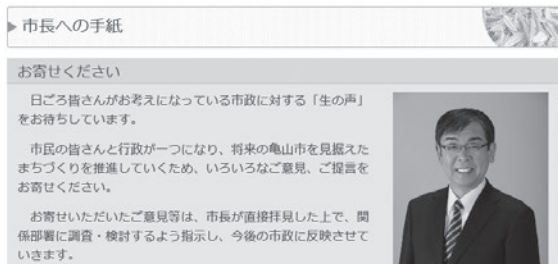 ▶市長への手紙
お寄せください
日ごろ皆さんがお考えになっている市政に対する「生の声」
をお待ちしています。
市民の皆さんと行政が一つになり、将来の亀山市を見据えた
まちづくりを推進していくため、いろいろなご意見、ご提言を
お寄せください。
お寄せいただいたご意見等は、市長が直接拝見した上で、関
係部署に調査・検討するよう指示し、今後の市政に反映させて
いきます。